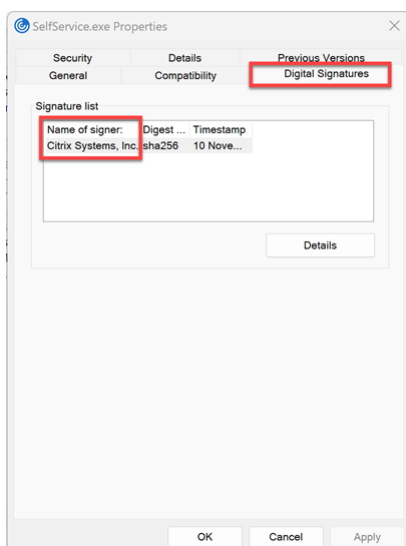 SelfService.exe Properties
Security Details Previous Versions
General Compatibility Digital Signatures
Signature list
Name of signer: Digest ... Timestamp
Citrix Systems, Inc. sha256 10 Nove...
Details
OK Cancel Apply